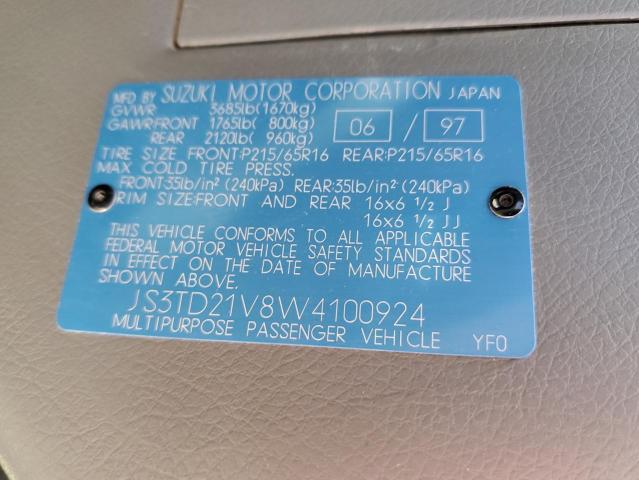 MFD BY SUZUKI MOTOR CORPORATION JAPAN
GVWR 3685lb(1670kg)
GAWR:FRONT 1765lb( 800kg)
REAR 2120lb( 960kg)
06 / 97
TIRE SIZE FRONT:P215/65R16 REAR:P215/65R16
MAX COLD TIRE PRESS.
FRONT:35lb/in² (240kPa) REAR:35lb/in² (240kPa)
RIM SIZE:FRONT AND REAR 16x6 1/2 J
16x6 1/2 JJ
THIS VEHICLE CONFORMS TO ALL APPLICABLE
FEDERAL MOTOR VEHICLE SAFETY STANDARDS
IN EFFECT ON THE DATE OF MANUFACTURE
SHOWN ABOVE.
JS3TD21V8W4100924
MULTIPURPOSE PASSENGER VEHICLE YF0